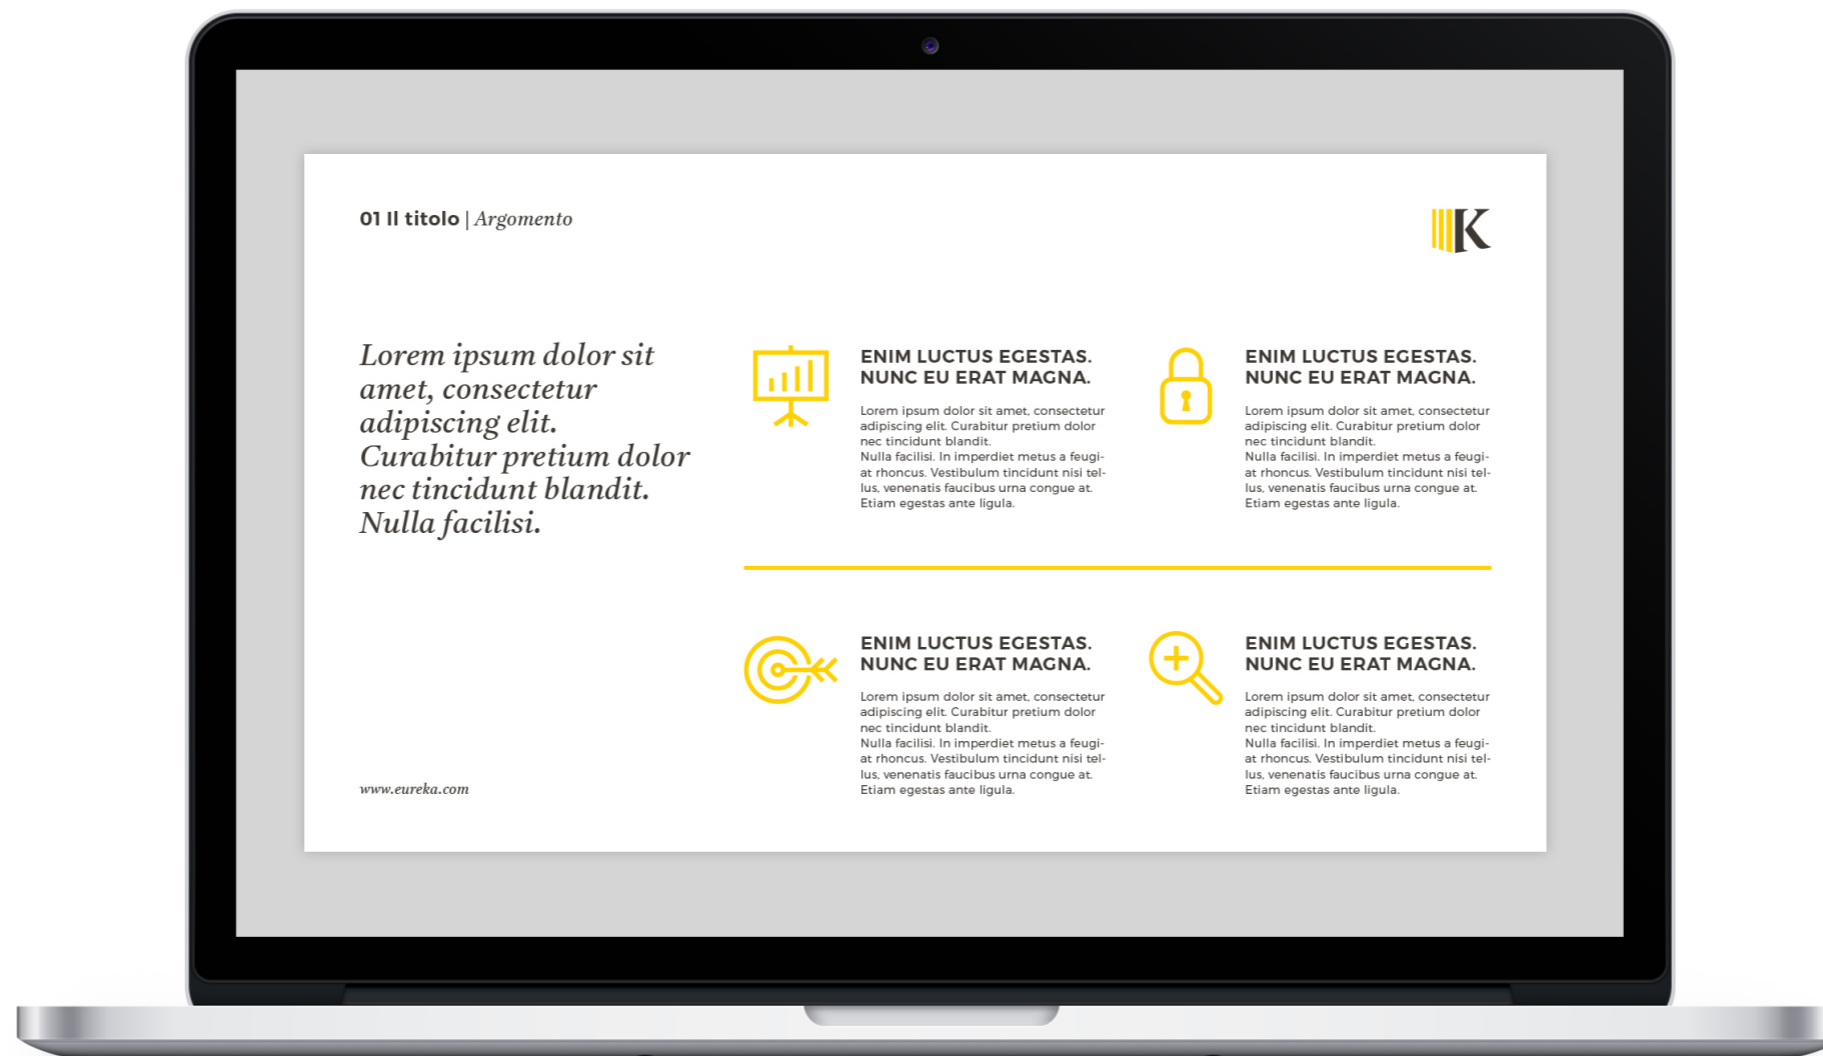 01 Il titolo | Argomento
K
Lorem ipsum dolor sit
amet, consectetur
adipiscing elit.
Curabitur pretium dolor
nec tincidunt blandit.
Nulla facilisi.
ENIM LUCTUS EGESTAS.
NUNC EU ERAT MAGNA.
Lorem ipsum dolor sit amet, consectetur
adipiscing elit. Curabitur pretium dolor
nec tincidunt blandit.
Nulla facilisi. In imperdiet metus a feugi-
at rhoncus. Vestibulum tincidunt nisi tel-
lus, venenatis faucibus urna congue at.
Etiam egestas ante ligula.
ENIM LUCTUS EGESTAS.
NUNC EU ERAT MAGNA.
Lorem ipsum dolor sit amet, consectetur
adipiscing elit. Curabitur pretium dolor
nec tincidunt blandit.
Nulla facilisi. In imperdiet metus a feugi-
at rhoncus. Vestibulum tincidunt nisi tel-
lus, venenatis faucibus urna congue at.
Etiam egestas ante ligula.
ENIM LUCTUS EGESTAS.
NUNC EU ERAT MAGNA.
Lorem ipsum dolor sit amet, consectetur
adipiscing elit. Curabitur pretium dolor
nec tincidunt blandit.
Nulla facilisi. In imperdiet metus a feugi-
at rhoncus. Vestibulum tincidunt nisi tel-
lus, venenatis faucibus urna congue at.
Etiam egestas ante ligula.
ENIM LUCTUS EGESTAS.
NUNC EU ERAT MAGNA.
Lorem ipsum dolor sit amet, consectetur
adipiscing elit. Curabitur pretium dolor
nec tincidunt blandit.
Nulla facilisi. In imperdiet metus a feugi-
at rhoncus. Vestibulum tincidunt nisi tel-
lus, venenatis faucibus urna congue at.
Etiam egestas ante ligula.
www.eureka.com